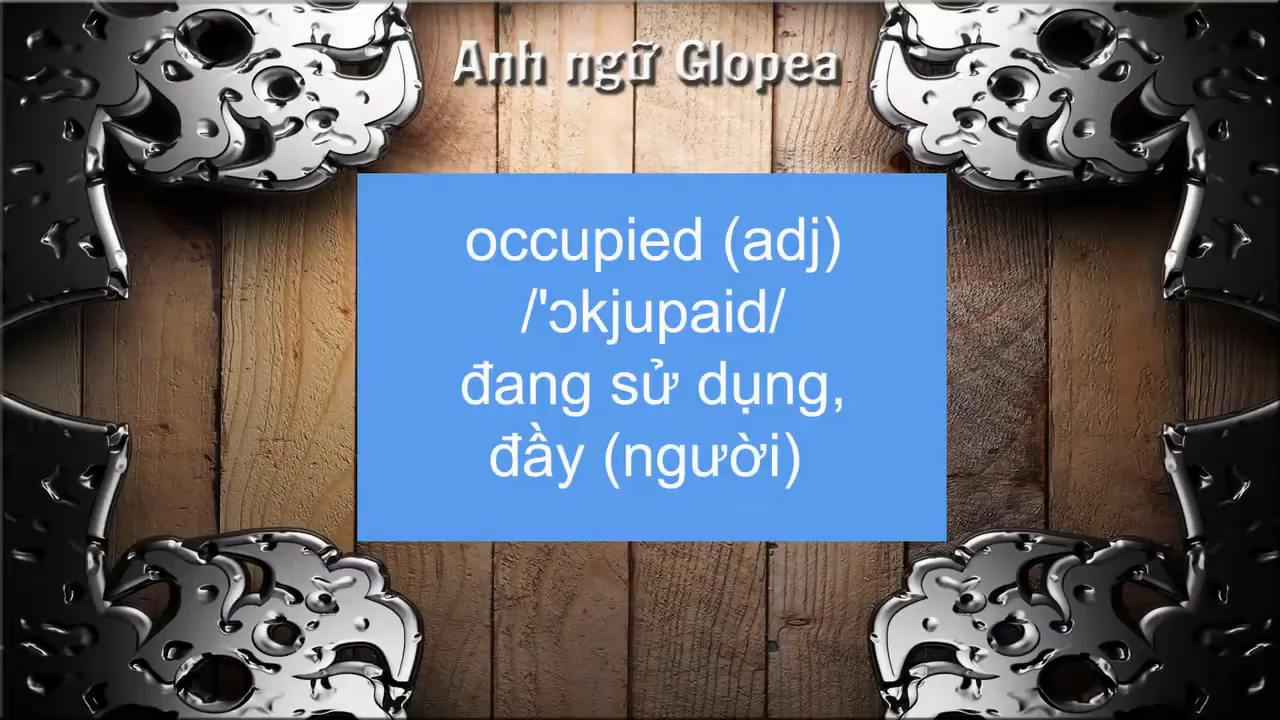 Anh ngữ Glopea
occupied (adj)
/'ɔkjupaid/
đang sử dụng,
đầy (người)